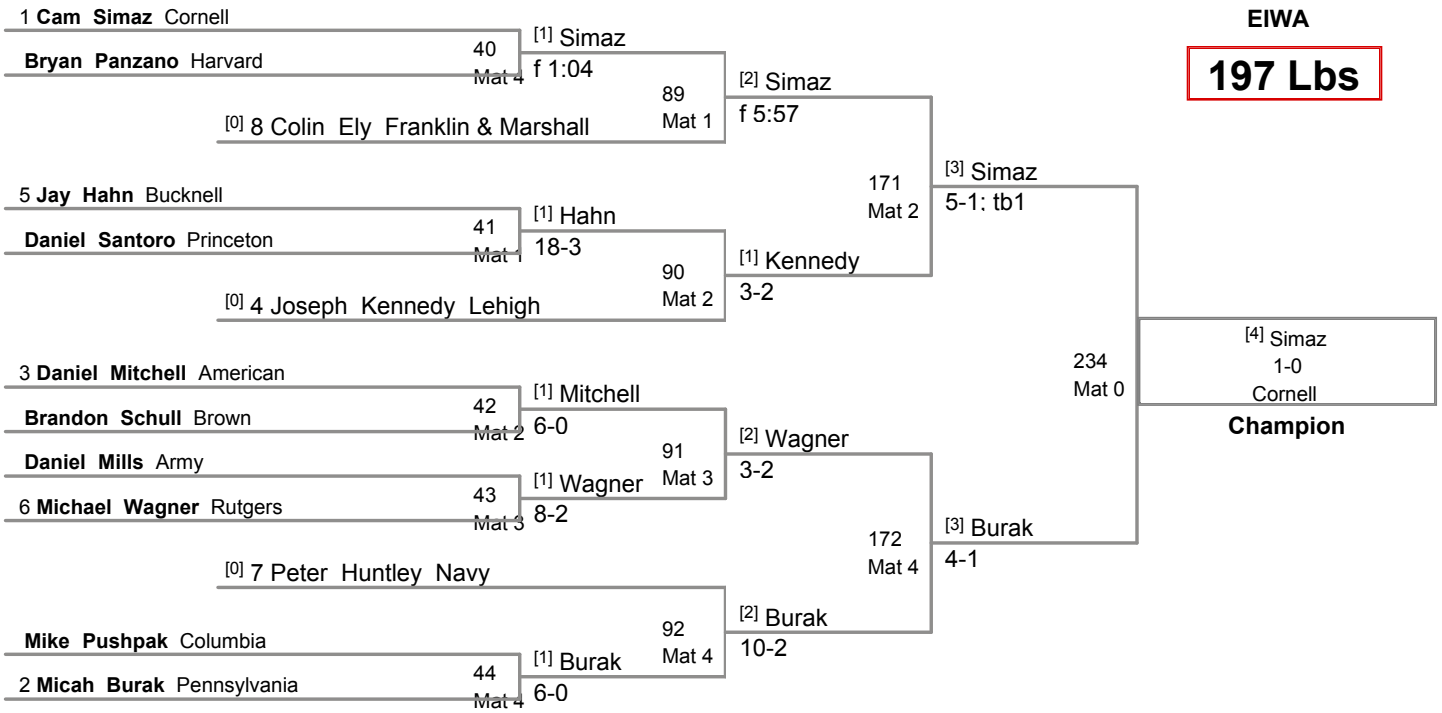 EIWA
197 Lbs
1 Cam Simaz Cornell
Bryan Panzano Harvard
40
Mat 4
[1] Simaz
f 1:04
[0] 8 Colin Ely Franklin & Marshall
89
Mat 1
[2] Simaz
f 5:57
5 Jay Hahn Bucknell
Daniel Santoro Princeton
41
Mat 1
[1] Hahn
18-3
[0] 4 Joseph Kennedy Lehigh
90
Mat 2
[1] Kennedy
3-2
171
Mat 2
[3] Simaz
5-1: tb1
3 Daniel Mitchell American
Brandon Schull Brown
42
Mat 2
[1] Mitchell
6-0
Daniel Mills Army
6 Michael Wagner Rutgers
43
Mat 3
[1] Wagner
8-2
91
Mat 3
[2] Wagner
3-2
[0] 7 Peter Huntley Navy
Mike Pushpak Columbia
2 Micah Burak Pennsylvania
44
Mat 4
[1] Burak
6-0
92
Mat 4
[2] Burak
10-2
172
Mat 4
[3] Burak
4-1
234
Mat 0
[4] Simaz
1-0
Cornell
Champion